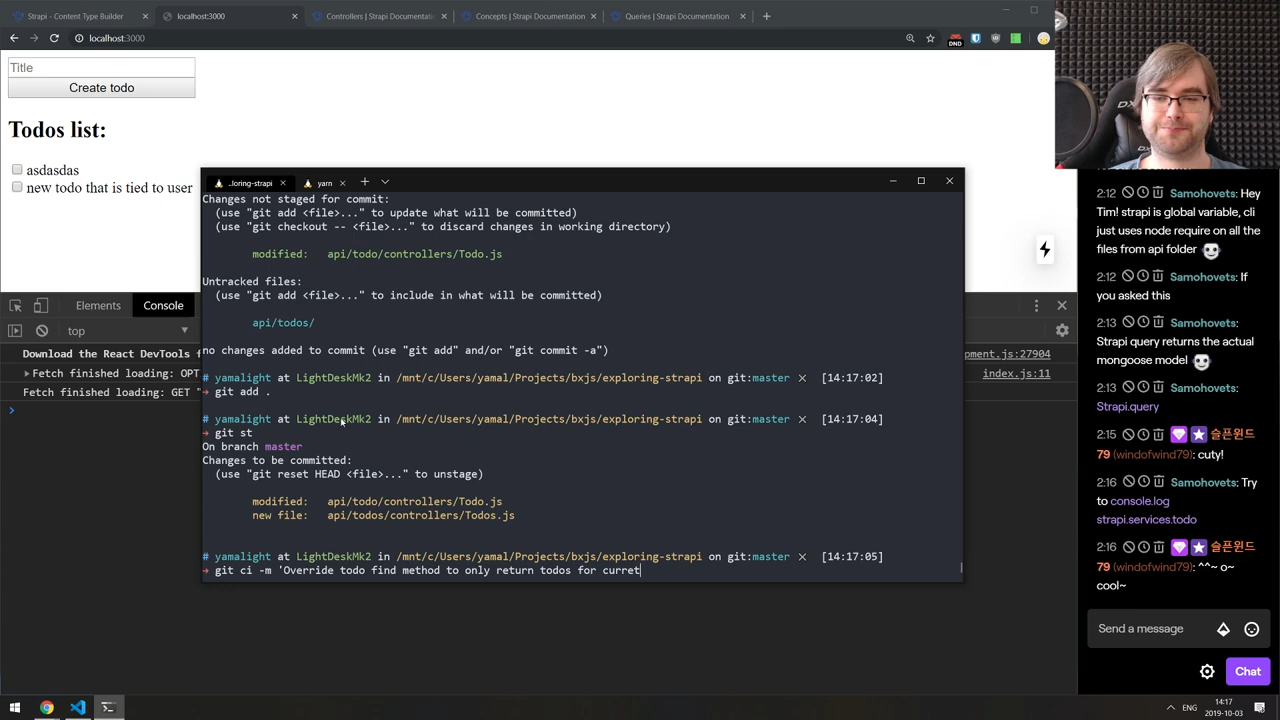 Strapi - Content Type Builder
localhost:3000
Controllers | Strapi Documentatio
Concepts | Strapi Documentation
Queries | Strapi Documentation
localhost:3000
DND
Title
Create todo
Todos list:
asdasdas
new todo that is tied to user
Elements
Console
top
Download the React DevTools f
pment.js:27904
Fetch finished loading: OPT
index.js:11
Fetch finished loading: GET "
..loring-strapi
yarn
Changes not staged for commit:
(use "git add <file>..." to update what will be committed)
(use "git checkout -- <file>..." to discard changes in working directory)
modified: api/todo/controllers/Todo.js
Untracked files:
(use "git add <file>..." to include in what will be committed)
api/todos/
no changes added to commit (use "git add" and/or "git commit -a")
# yamalight at LightDeskMk2 in /mnt/c/Users/yamal/Projects/bxjs/exploring-strapi on git:master ✕ [14:17:02]
➜ git add .
# yamalight at LightDeskMk2 in /mnt/c/Users/yamal/Projects/bxjs/exploring-strapi on git:master ✕ [14:17:04]
➜ git st
On branch master
Changes to be committed:
(use "git reset HEAD <file>..." to unstage)
modified: api/todo/controllers/Todo.js
new file: api/todos/controllers/Todos.js
# yamalight at LightDeskMk2 in /mnt/c/Users/yamal/Projects/bxjs/exploring-strapi on git:master ✕ [14:17:05]
➜ git ci -m 'Override todo find method to only return todos for curret
2:12 Samohovets: Hey
Tim! strapi is global variable, cli
just uses node require on all the
files from api folder
2:12 Samohovets: If
you asked this
2:13 Samohovets:
Strapi query returns the actual
mongoose model
2:13 Samohovets:
Strapi.query
2:15 슬픈윈드
79 (windofwind79): cuty!
2:16 Samohovets: Try
to console.log
strapi.services.todo
2:16 슬픈윈드
79 (windofwind79): ^^~ o~
cool~
Send a message
Chat
ENG
14:17
2019-10-03